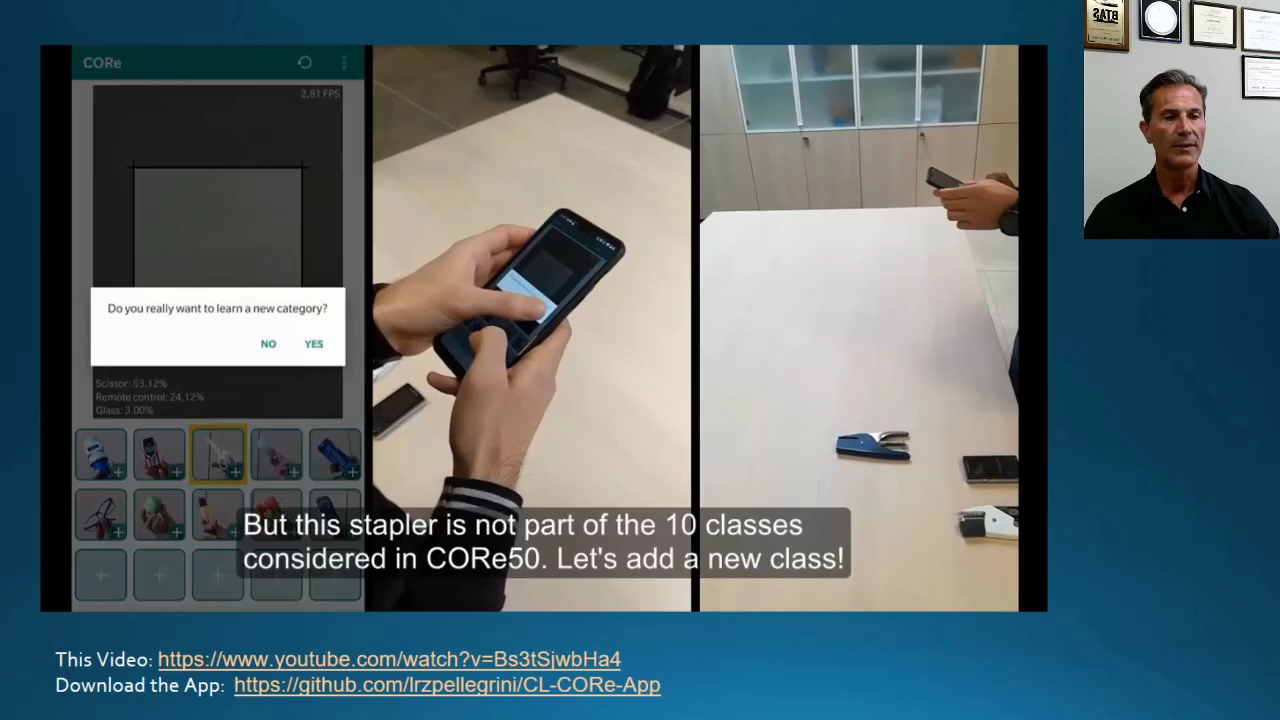 CORe
2,81 FPS
Do you really want to learn a new category?
NO YES
Scissor: 53,12%
Remote control: 24,12%
Glass: 3,00%
But this stapler is not part of the 10 classes
considered in CORe50. Let's add a new class!
This Video: https://www.youtube.com/watch?v=Bs3tSjwbHa4
Download the App: https://github.com/lrzpellegrini/CL-CORe-App
BTAS